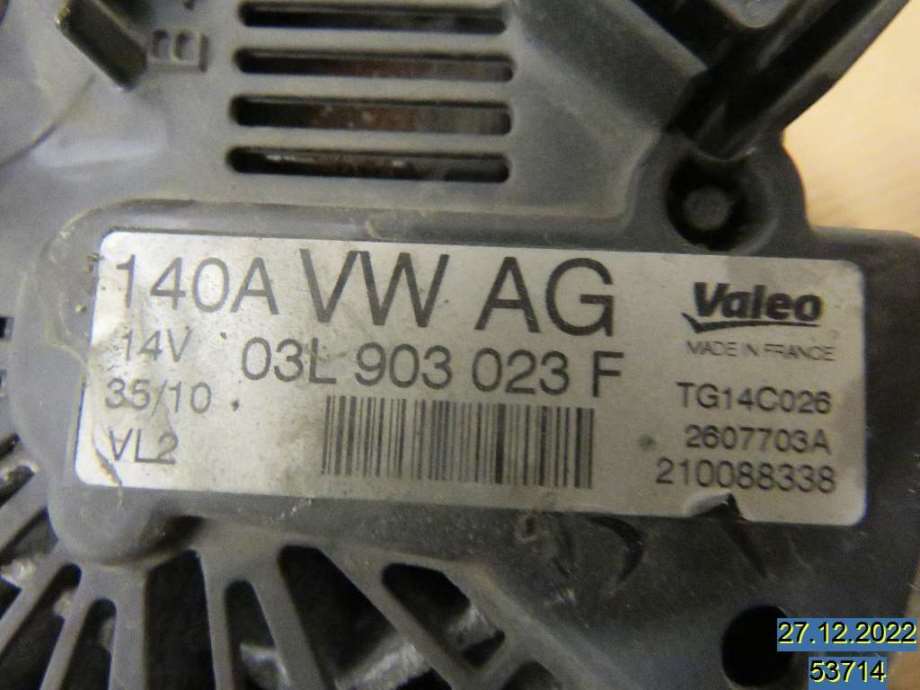 B
140A VW AG
14V
03L 903 023 F
35/10
VL2
Valeo
MADE IN FRANCE
TG14C026
2607703A
210088338
27.12.2022
53714